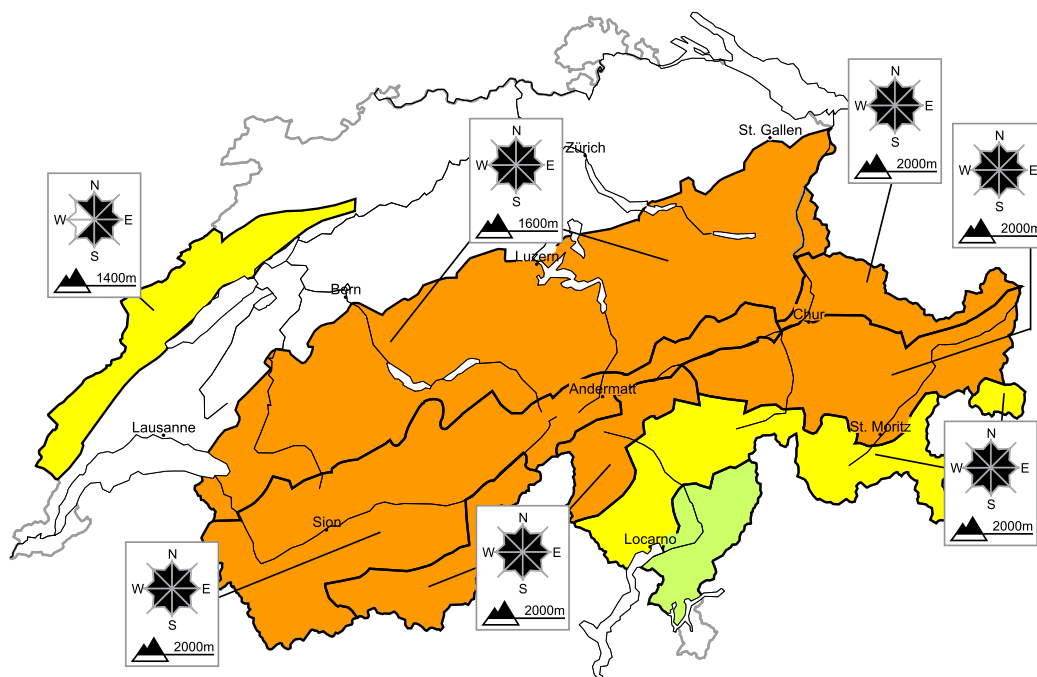 N
W E
S
2000m
N
W E
S
2000m
N
W E
S
1600m
St. Gallen
Zürich
N
W E
S
1400m
Luzern
Bern
Chur
Andermatt
Lausanne
St. Moritz
N
W E
S
2000m
Sion
N
W E
S
2000m
Locarno
N
W E
S
2000m